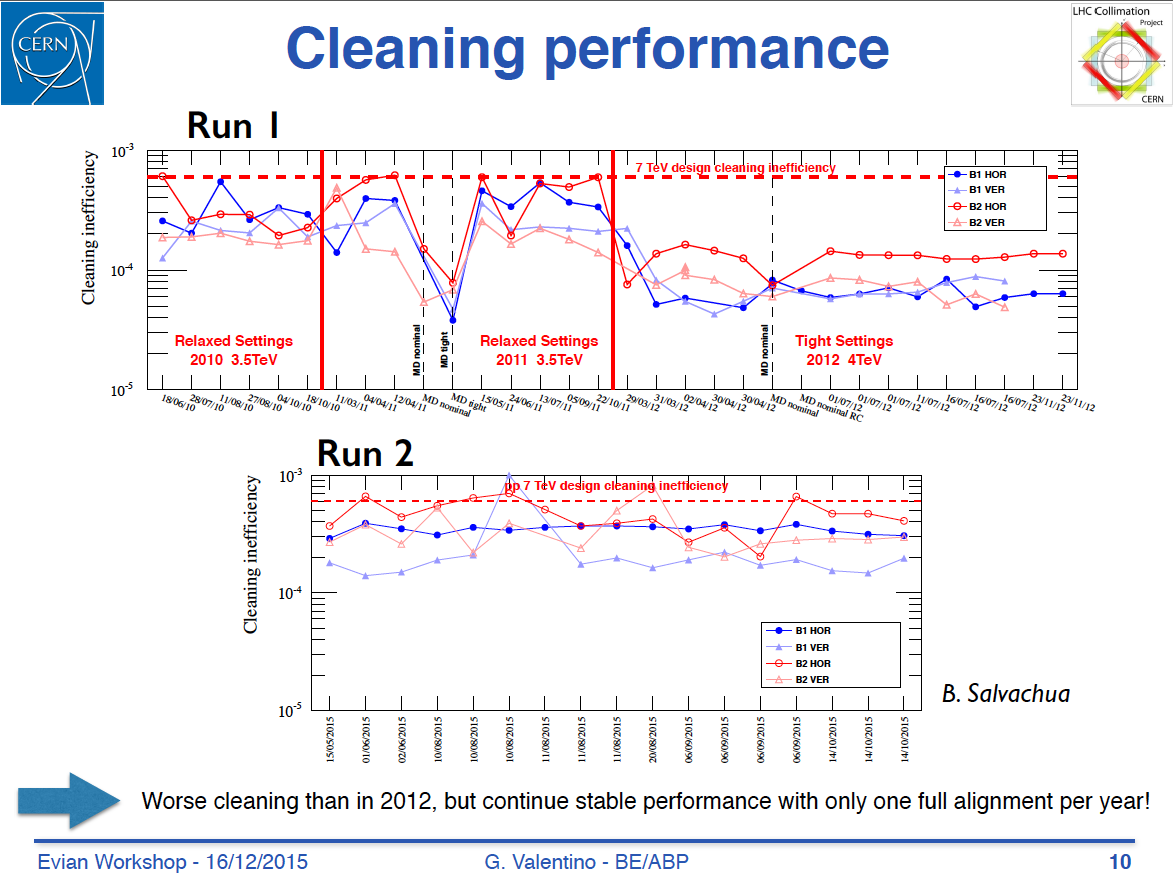 CERN
Cleaning performance
LHC Collimation
Project
CERN
Run 1
Cleaning inefficiency
10-3
10-4
10-5
7 TeV design cleaning inefficiency
B1 HOR
B1 VER
B2 HOR
B2 VER
Relaxed Settings
2010 3.5TeV
MD nominal
MD tight
Relaxed Settings
2011 3.5TeV
MD nominal
Tight Settings
2012 4TeV
18/06/10
28/07/10
11/08/10
27/08/10
04/10/10
18/10/10
11/03/11
04/04/11
12/04/11
MD nominal
MD tight
15/05/11
24/06/11
13/07/11
05/09/11
22/10/11
29/03/12
31/03/12
02/04/12
30/04/12
30/04/12
MD nominal
MD nominal RC
01/07/12
01/07/12
01/07/12
11/07/12
16/07/12
16/07/12
16/07/12
23/11/12
23/11/12
Run 2
Cleaning inefficiency
10-3
10-4
10-5
pp 7 TeV design cleaning inefficiency
B1 HOR
B1 VER
B2 HOR
B2 VER
15/05/2015
01/06/2015
02/06/2015
10/08/2015
10/08/2015
10/08/2015
11/08/2015
11/08/2015
11/08/2015
20/08/2015
06/09/2015
06/09/2015
06/09/2015
06/09/2015
14/10/2015
14/10/2015
14/10/2015
B. Salvachua
Worse cleaning than in 2012, but continue stable performance with only one full alignment per year!
Evian Workshop - 16/12/2015
G. Valentino - BE/ABP
10